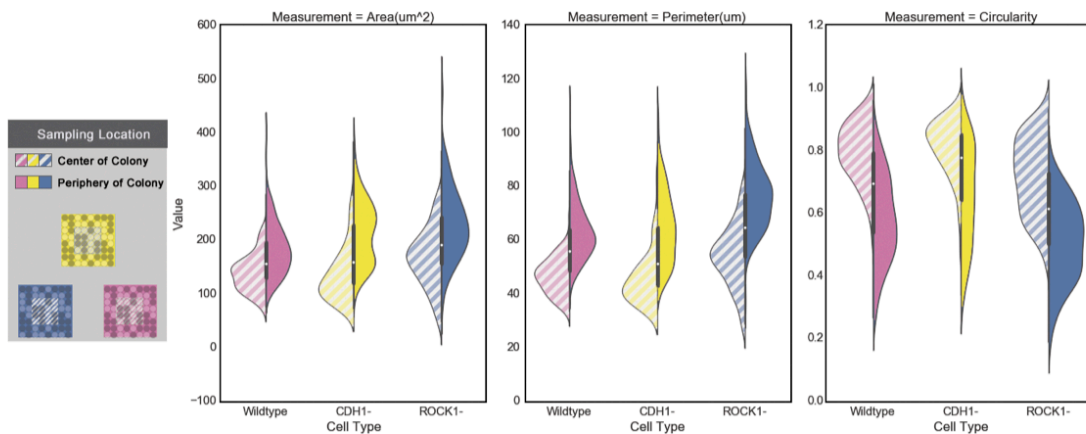 Sampling Location
Center of Colony
Periphery of Colony
Measurement = Area(um^2)
Value
600
500
400
300
200
100
0
−100
Wildtype CDH1- ROCK1-
Cell Type
Measurement = Perimeter(um)
140
120
100
80
60
40
20
0
Wildtype CDH1- ROCK1-
Cell Type
Measurement = Circularity
1.2
1.0
0.8
0.6
0.4
0.2
0.0
Wildtype CDH1- ROCK1-
Cell Type